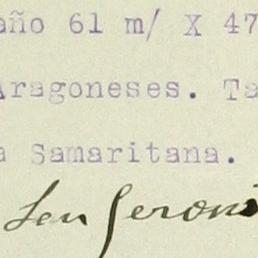 año 61 m/ X 47
Aragoneses. Ta
a Samaritana.